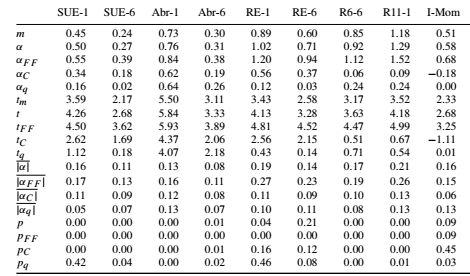 SUE-1 SUE-6 Abr-1 Abr-6 RE-1 RE-6 R6-6 R11-1 I-Mom
m 0.45 0.24 0.73 0.30 0.89 0.60 0.85 1.18 0.51
α 0.50 0.27 0.76 0.31 1.02 0.71 0.92 1.29 0.58
α_FF 0.55 0.39 0.84 0.38 1.20 0.94 1.12 1.52 0.68
α_C 0.34 0.18 0.62 0.19 0.56 0.37 0.06 0.09 −0.18
α_q 0.16 0.02 0.64 0.26 0.12 0.03 0.24 0.24 0.00
t_m 3.59 2.17 5.50 3.11 3.43 2.58 3.17 3.52 2.33
t 4.26 2.68 5.84 3.33 4.13 3.28 3.63 4.18 2.68
t_FF 4.50 3.62 5.93 3.89 4.81 4.52 4.47 4.99 3.25
t_C 2.62 1.69 4.37 2.06 2.56 2.15 0.51 0.67 −1.11
t_q 1.12 0.18 4.07 2.18 0.43 0.14 0.71 0.54 0.01
|α| 0.16 0.11 0.13 0.08 0.19 0.14 0.17 0.21 0.16
|α_FF| 0.17 0.13 0.16 0.11 0.27 0.23 0.19 0.26 0.15
|α_C| 0.11 0.09 0.12 0.08 0.11 0.09 0.10 0.13 0.06
|α_q| 0.05 0.07 0.13 0.07 0.10 0.11 0.08 0.13 0.13
p 0.00 0.00 0.00 0.01 0.04 0.21 0.00 0.00 0.09
p_FF 0.00 0.00 0.00 0.00 0.00 0.00 0.00 0.00 0.09
p_C 0.00 0.00 0.00 0.01 0.16 0.12 0.00 0.00 0.45
p_q 0.42 0.04 0.00 0.02 0.46 0.08 0.00 0.01 0.03